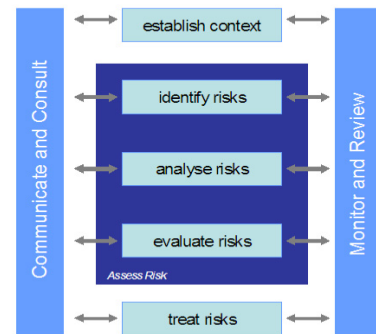 establish context
Communicate and Consult
identify risks
analyse risks
evaluate risks
Assess Risk
treat risks
Monitor and Review